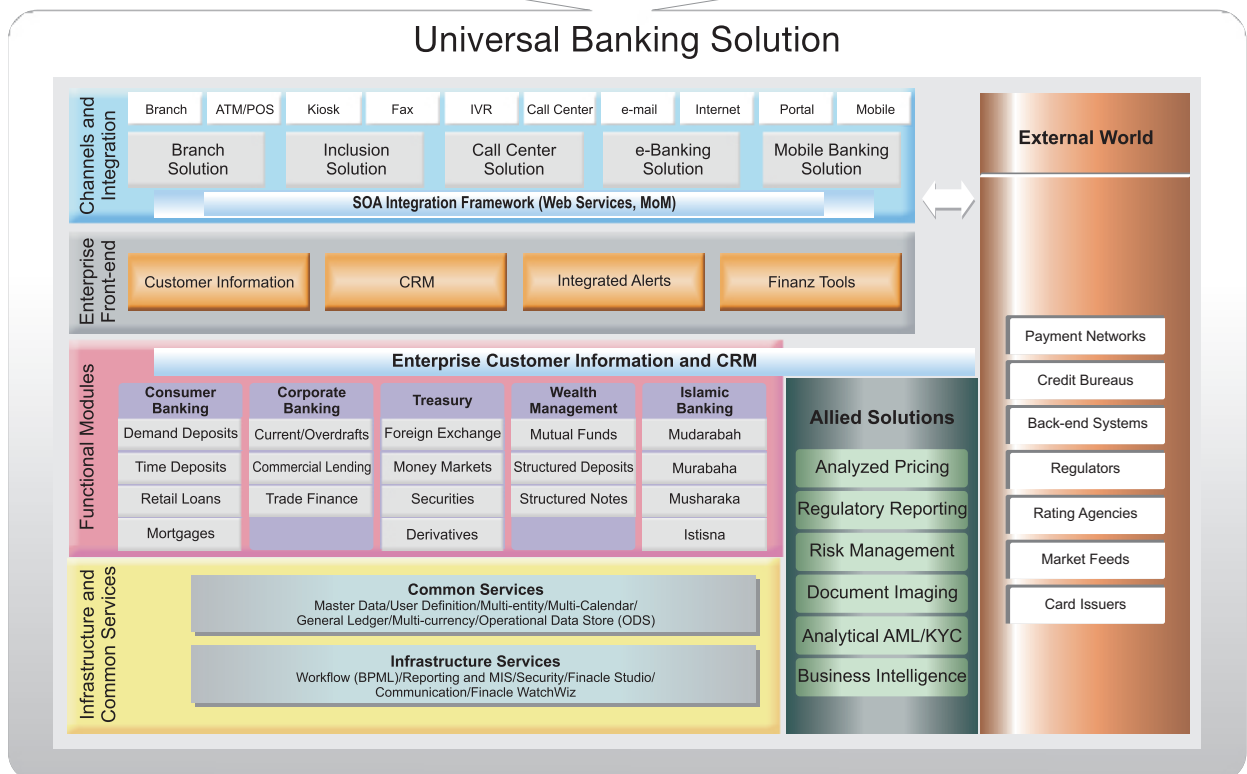 Universal Banking Solution
Channels and
Integration
Branch
ATM/POS
Kiosk
Fax
IVR
Call Center
e-mail
Internet
Portal
Mobile
Branch
Solution
Inclusion
Solution
Call Center
Solution
e-Banking
Solution
Mobile Banking
Solution
SOA Integration Framework (Web Services, MoM)
Enterprise
Front-end
Customer Information
CRM
Integrated Alerts
Finanz Tools
Functional Modules
Enterprise Customer Information and CRM
Consumer
Banking
Demand Deposits
Time Deposits
Retail Loans
Mortgages
Corporate
Banking
Current/Overdrafts
Commercial Lending
Trade Finance
Treasury
Foreign Exchange
Money Markets
Securities
Derivatives
Wealth
Management
Mutual Funds
Structured Deposits
Structured Notes
Islamic
Banking
Mudarabah
Murabaha
Musharaka
Istisna
Infrastructure and
Common Services
Common Services
Master Data/User Definition/Multi-entity/Multi-Calendar/
General Ledger/Multi-currency/Operational Data Store (ODS)
Infrastructure Services
Workflow (BPML)/Reporting and MIS/Security/Finacle Studio/
Communication/Finacle WatchWiz
Allied Solutions
Analyzed Pricing
Regulatory Reporting
Risk Management
Document Imaging
Analytical AML/KYC
Business Intelligence
External World
Payment Networks
Credit Bureaus
Back-end Systems
Regulators
Rating Agencies
Market Feeds
Card Issuers